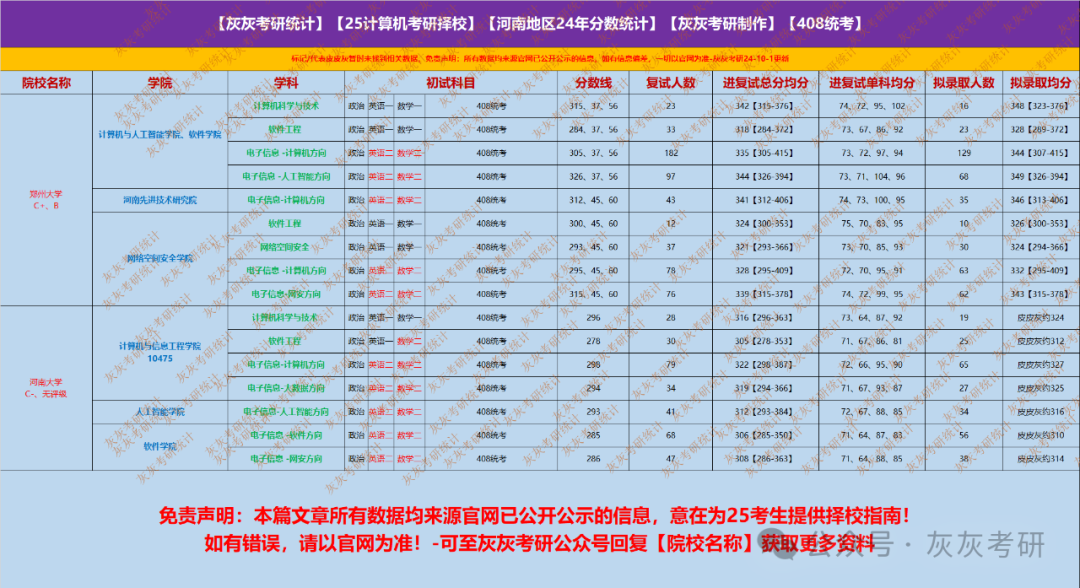 【灰灰考研统计】【25计算机考研择校】【河南地区24年分数统计】【灰灰考研制作】【408统考】
标记/代表皮皮灰暂时未找到相关数据，免责声明：所有数据均来源官网已公开公示的信息，如有信息偏差，一切以官网为准-灰灰考研24-10-1更新
院校名称 学院 学科 初试科目 分数线 复试人数 进复试总分均分 进复试单科均分 拟录取人数 拟录取均分
郑州大学 C+、B
计算机与人工智能学院、软件学院
计算机科学与技术 政治 英语一 数学一 408统考 315、37、56 23 342【315-376】 74、72、95、102 16 348【323-376】
软件工程 政治 英语一 数学一 408统考 284、37、56 33 318【284-372】 73、67、86、92 23 328【289-372】
电子信息-计算机方向 政治 英语二 数学二 408统考 305、37、56 182 335【305-415】 73、72、97、94 129 344【307-415】
电子信息-人工智能方向 政治 英语二 数学二 408统考 326、37、56 97 344【326-394】 73、71、104、96 68 349【326-394】
河南先进技术研究院
电子信息-计算机方向 政治 英语二 数学二 408统考 312、45、60 43 341【312-406】 74、73、100、95 35 346【313-406】
网络空间安全学院
软件工程 政治 英语一 数学一 408统考 300、45、60 12 324【300-353】 75、70、83、95 10 326【300-353】
网络空间安全 政治 英语一 数学一 408统考 293、45、60 37 321【293-366】 73、70、85、93 30 324【294-366】
电子信息-计算机方向 政治 英语二 数学二 408统考 295、45、60 78 328【295-409】 72、70、95、91 63 332【295-409】
电子信息-网安方向 政治 英语二 数学二 408统考 315、45、60 76 339【315-378】 74、72、99、95 62 343【315-378】
河南大学 C-、无评级
计算机与信息工程学院 10475
计算机科学与技术 政治 英语一 数学一 408统考 296 28 316【296-363】 73、64、87、92 19 皮皮灰约324
软件工程 政治 英语一 数学二 408统考 278 30 305【278-353】 71、67、86、81 25 皮皮灰约312
电子信息-计算机方向 政治 英语二 数学二 408统考 298 79 322【298-387】 72、66、95、90 65 皮皮灰约327
电子信息-大数据方向 政治 英语二 数学二 408统考 294 34 319【294-366】 71、67、93、87 27 皮皮灰约325
人工智能学院
电子信息-人工智能方向 政治 英语二 数学二 408统考 293 41 312【293-384】 72、67、88、85 34 皮皮灰约316
软件学院
电子信息-软件方向 政治 英语二 数学二 408统考 285 68 306【285-350】 71、64、87、83 56 皮皮灰约310
电子信息-网安方向 政治 英语二 数学二 408统考 286 47 308【286-363】 71、64、88、85 38 皮皮灰约314
免责声明：本篇文章所有数据均来源官网已公开公示的信息，意在为25考生提供择校指南！
如有错误，请以官网为准！-可至灰灰考研公众号回复【院校名称】获取更多资料
公众号·灰灰考研